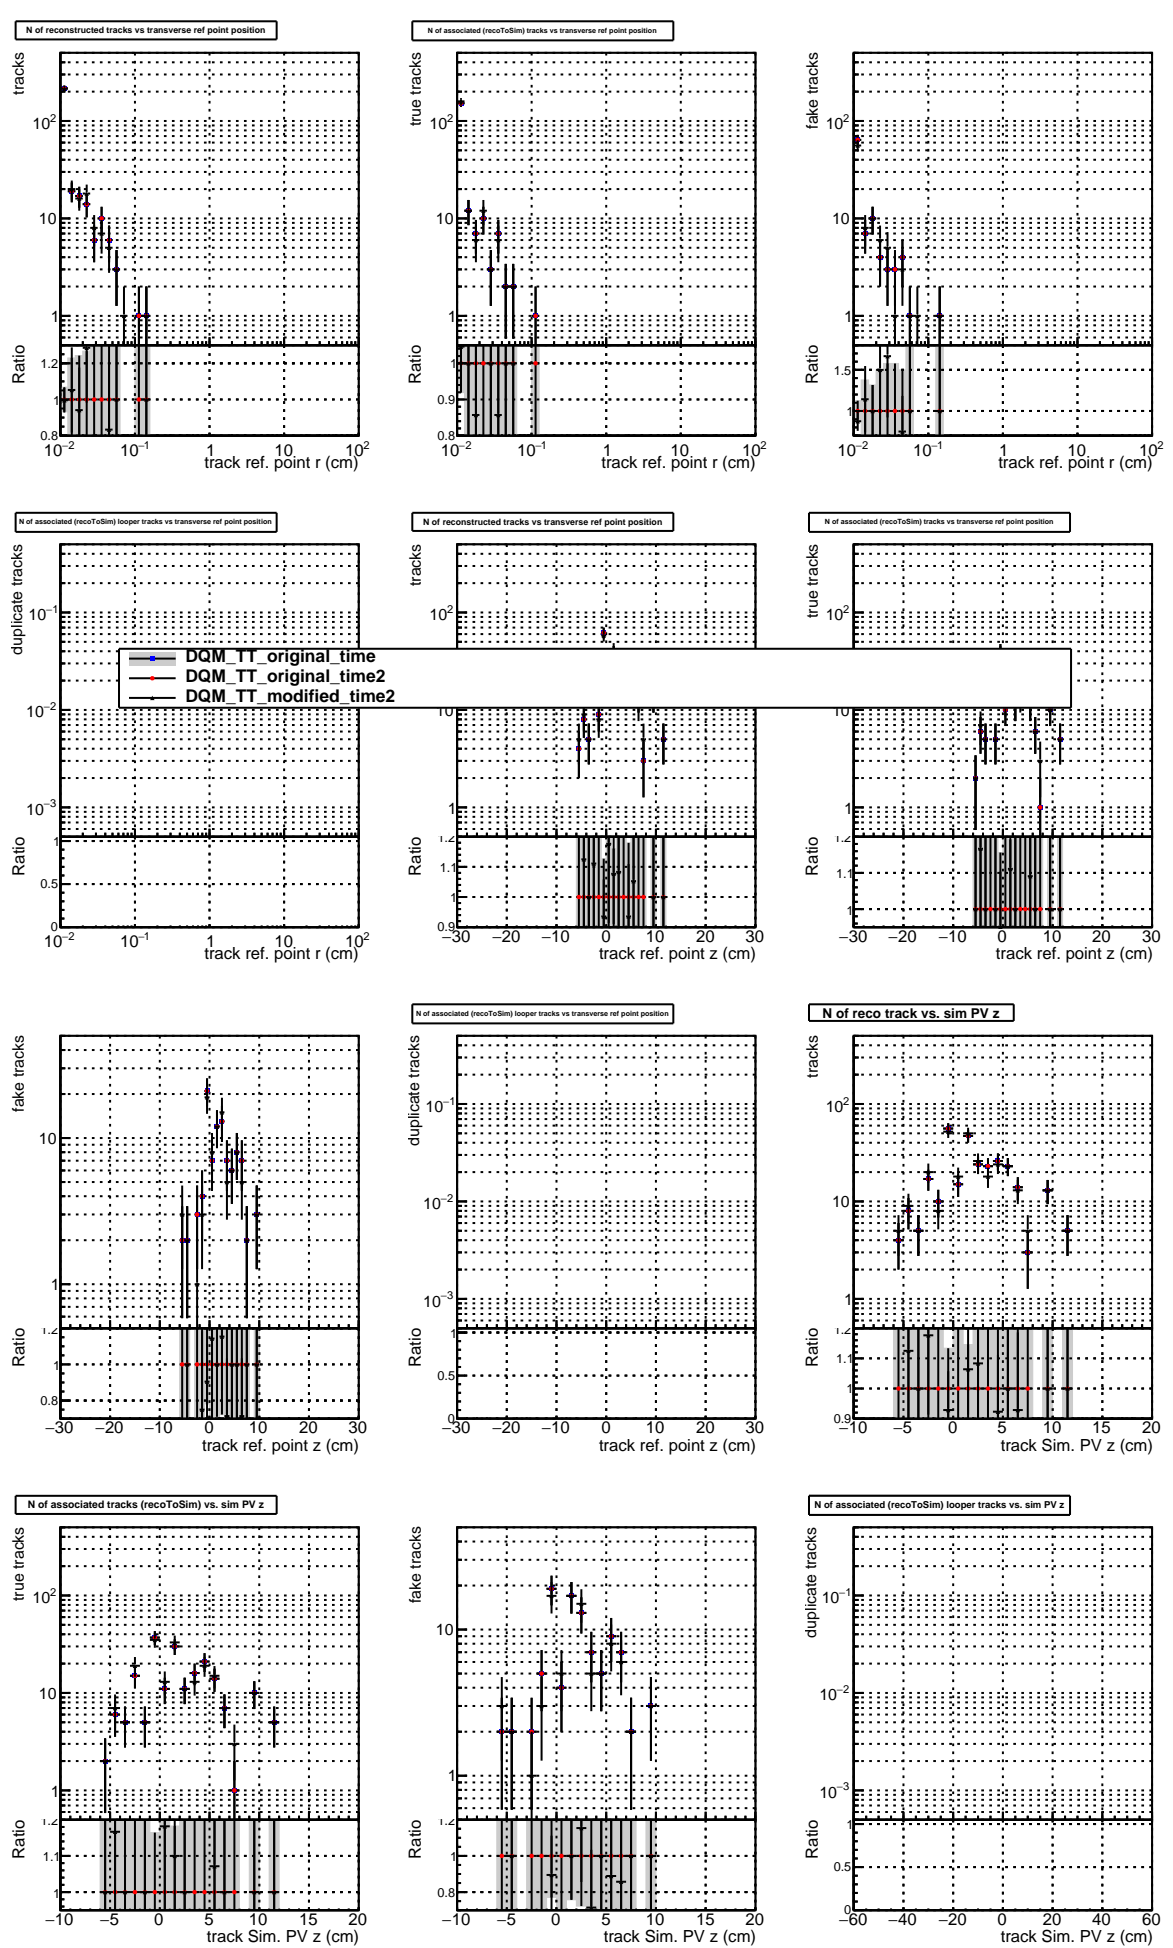 N of reconstructed tracks vs transverse ref point position
tracks
10²
10
1
Ratio
1.2
1
0.8
10⁻² 10⁻¹ 1 10 10²
track ref. point r (cm)
N of associated (recoToSim) tracks vs transverse ref point position
true tracks
10²
10
1
Ratio
1
0.9
0.8
10⁻² 10⁻¹ 1 10 10²
track ref. point r (cm)
fake tracks
10²
10
1
Ratio
1.5
1
10⁻² 10⁻¹ 1 10 10²
track ref. point r (cm)
N of associated (recoToSim) looper tracks vs transverse ref point position
duplicate tracks
10⁻¹
10⁻²
10⁻³
Ratio
1
0.5
0
10⁻² 10⁻¹ 1 10 10²
track ref. point r (cm)
N of reconstructed tracks vs transverse ref point position
tracks
10²
10
1
Ratio
1.2
1.1
1
0.9
−30 −20 −10 0 10 20 30
track ref. point z (cm)
N of associated (recoToSim) tracks vs transverse ref point position
true tracks
10²
10
1
Ratio
1.2
1.1
1
−30 −20 −10 0 10 20 30
track ref. point z (cm)
DQM_TT_original_time
DQM_TT_original_time2
DQM_TT_modified_time2
fake tracks
10
1
Ratio
1.2
1
0.8
−30 −20 −10 0 10 20 30
track ref. point z (cm)
N of associated (recoToSim) looper tracks vs transverse ref point position
duplicate tracks
10⁻¹
10⁻²
10⁻³
Ratio
1
0.5
0
−30 −20 −10 0 10 20 30
track ref. point z (cm)
N of reco track vs. sim PV z
tracks
10²
10
1
Ratio
1.2
1.1
1
0.9
−10 −5 0 5 10 15 20
track Sim. PV z (cm)
N of associated tracks (recoToSim) vs. sim PV z
true tracks
10²
10
1
Ratio
1.2
1.1
1
−10 −5 0 5 10 15 20
track Sim. PV z (cm)
fake tracks
10
1
Ratio
1.2
1
0.8
−10 −5 0 5 10 15 20
track Sim. PV z (cm)
N of associated (recoToSim) looper tracks vs. sim PV z
duplicate tracks
10⁻¹
10⁻²
10⁻³
Ratio
1
0.5
0
−60 −40 −20 0 20 40 60
track Sim. PV z (cm)